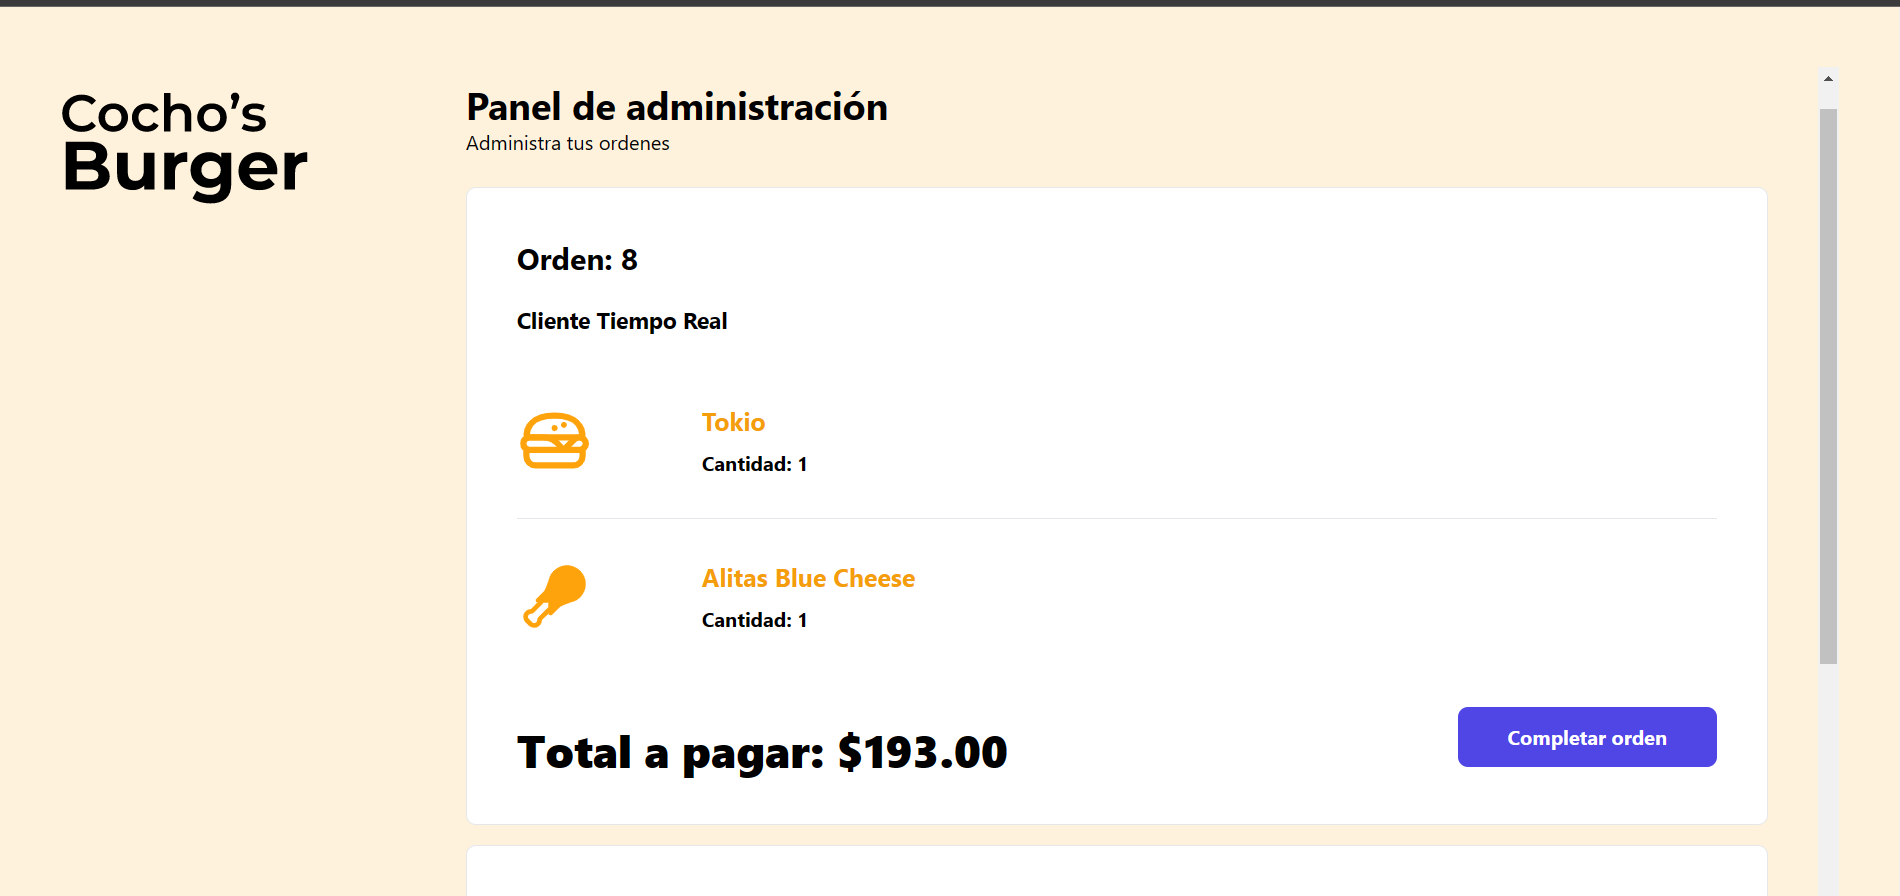 Cocho’s
Burger
Panel de administración
Administra tus ordenes
Orden: 8
Cliente Tiempo Real
Tokio
Cantidad: 1
Alitas Blue Cheese
Cantidad: 1
Total a pagar: $193.00
Completar orden